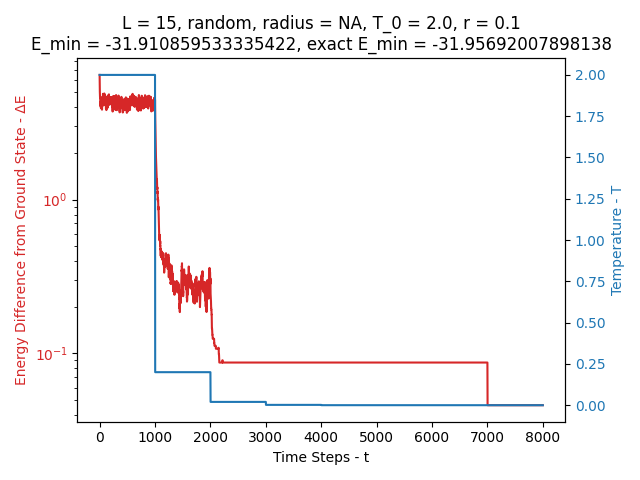 L = 15, random, radius = NA, T_0 = 2.0, r = 0.1
E_min = -31.910859533335422, exact E_min = -31.95692007898138
Energy Difference from Ground State - ΔE
10^0
10^-1
2.00
1.75
1.50
1.25
1.00
0.75
0.50
0.25
0.00
Temperature - T
0 1000 2000 3000 4000 5000 6000 7000 8000
Time Steps - t